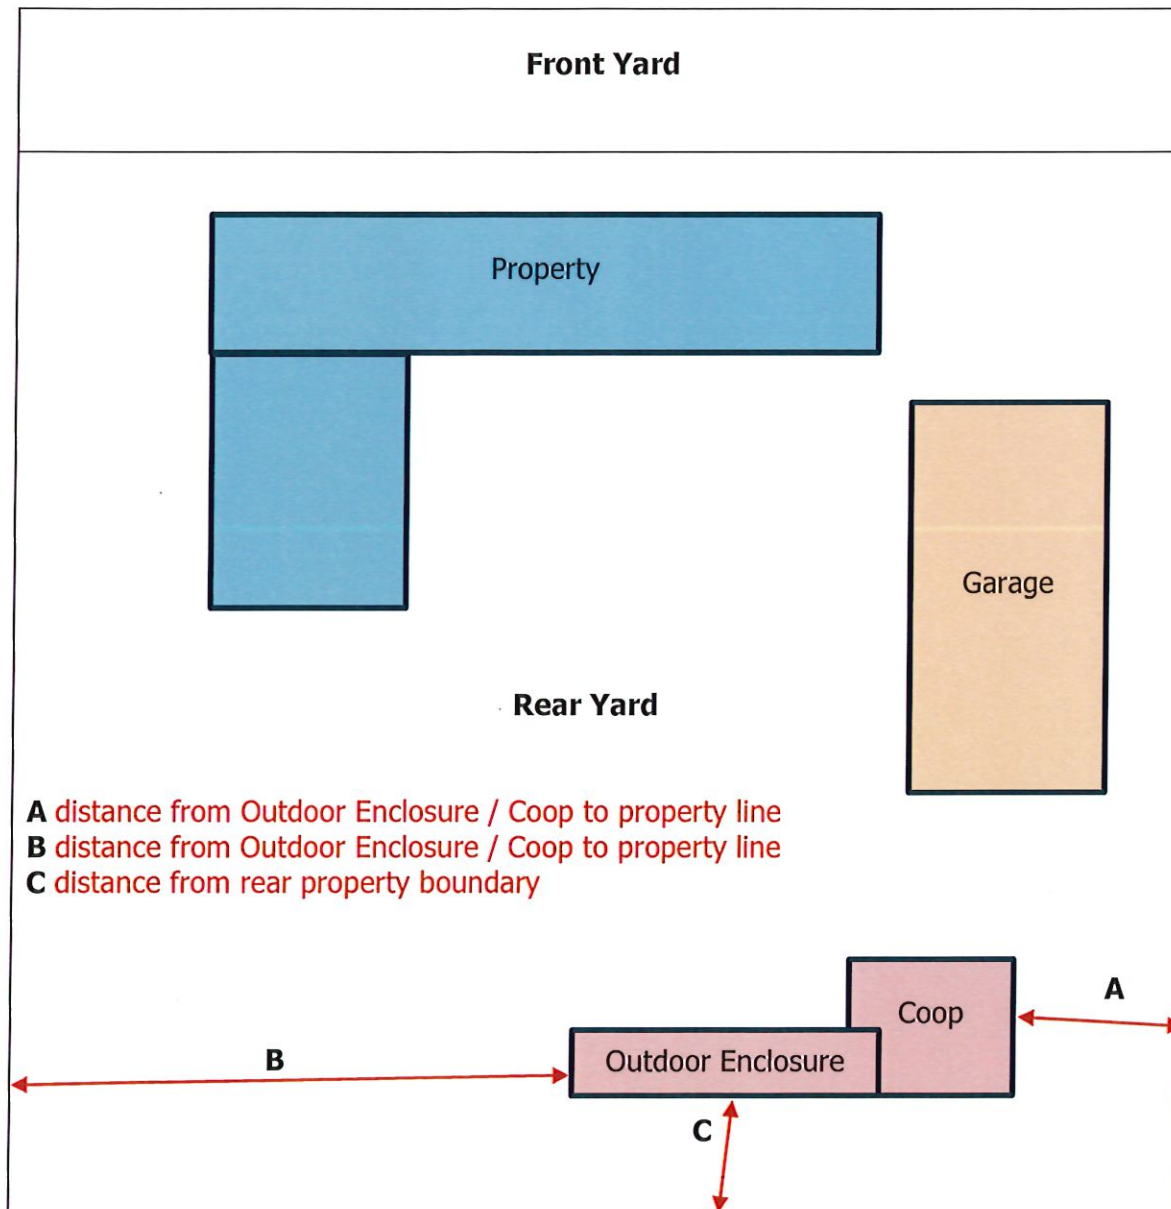 Front Yard
Property
Garage
Rear Yard
A distance from Outdoor Enclosure / Coop to property line
B distance from Outdoor Enclosure / Coop to property line
C distance from rear property boundary
A
Coop
B
Outdoor Enclosure
C